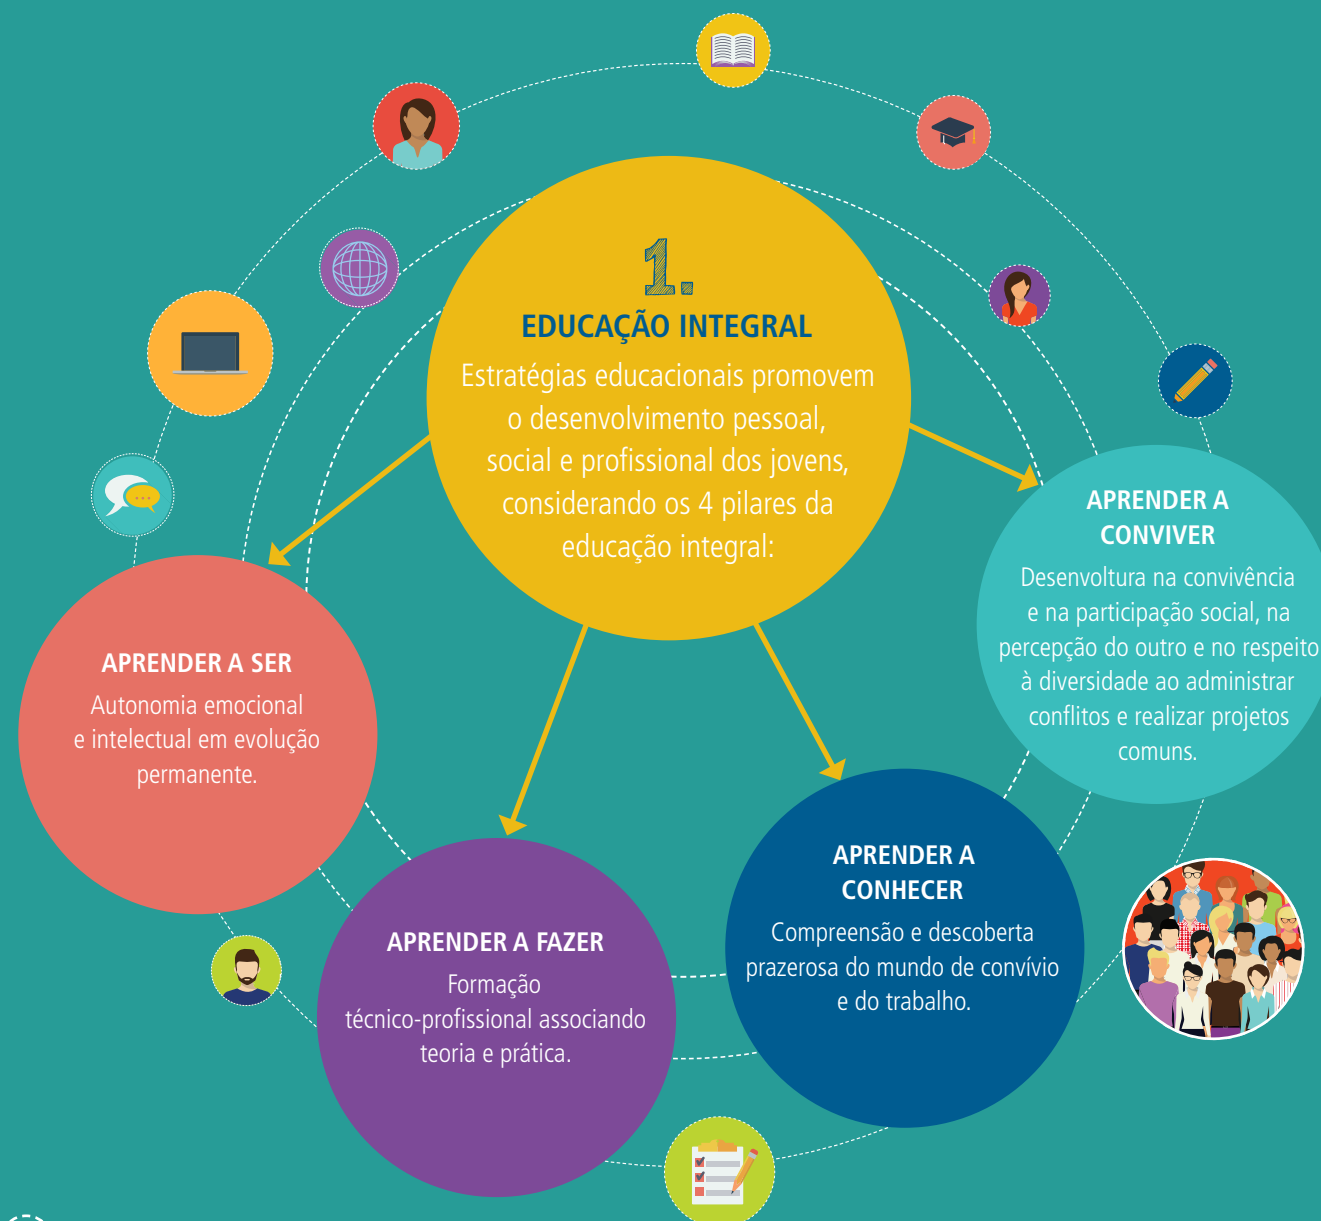 1.
EDUCAÇÃO INTEGRAL
Estratégias educacionais promovem
o desenvolvimento pessoal,
social e profissional dos jovens,
considerando os 4 pilares da
educação integral:
APRENDER A SER
Autonomia emocional
e intelectual em evolução
permanente.
APRENDER A FAZER
Formação
técnico-profissional associando
teoria e prática.
APRENDER A
CONHECER
Compreensão e descoberta
prazerosa do mundo de convívio
e do trabalho.
APRENDER A
CONVIVER
Desenvoltura na convivência
e na participação social, na
percepção do outro e no respeito
à diversidade ao administrar
conflitos e realizar projetos
comuns.